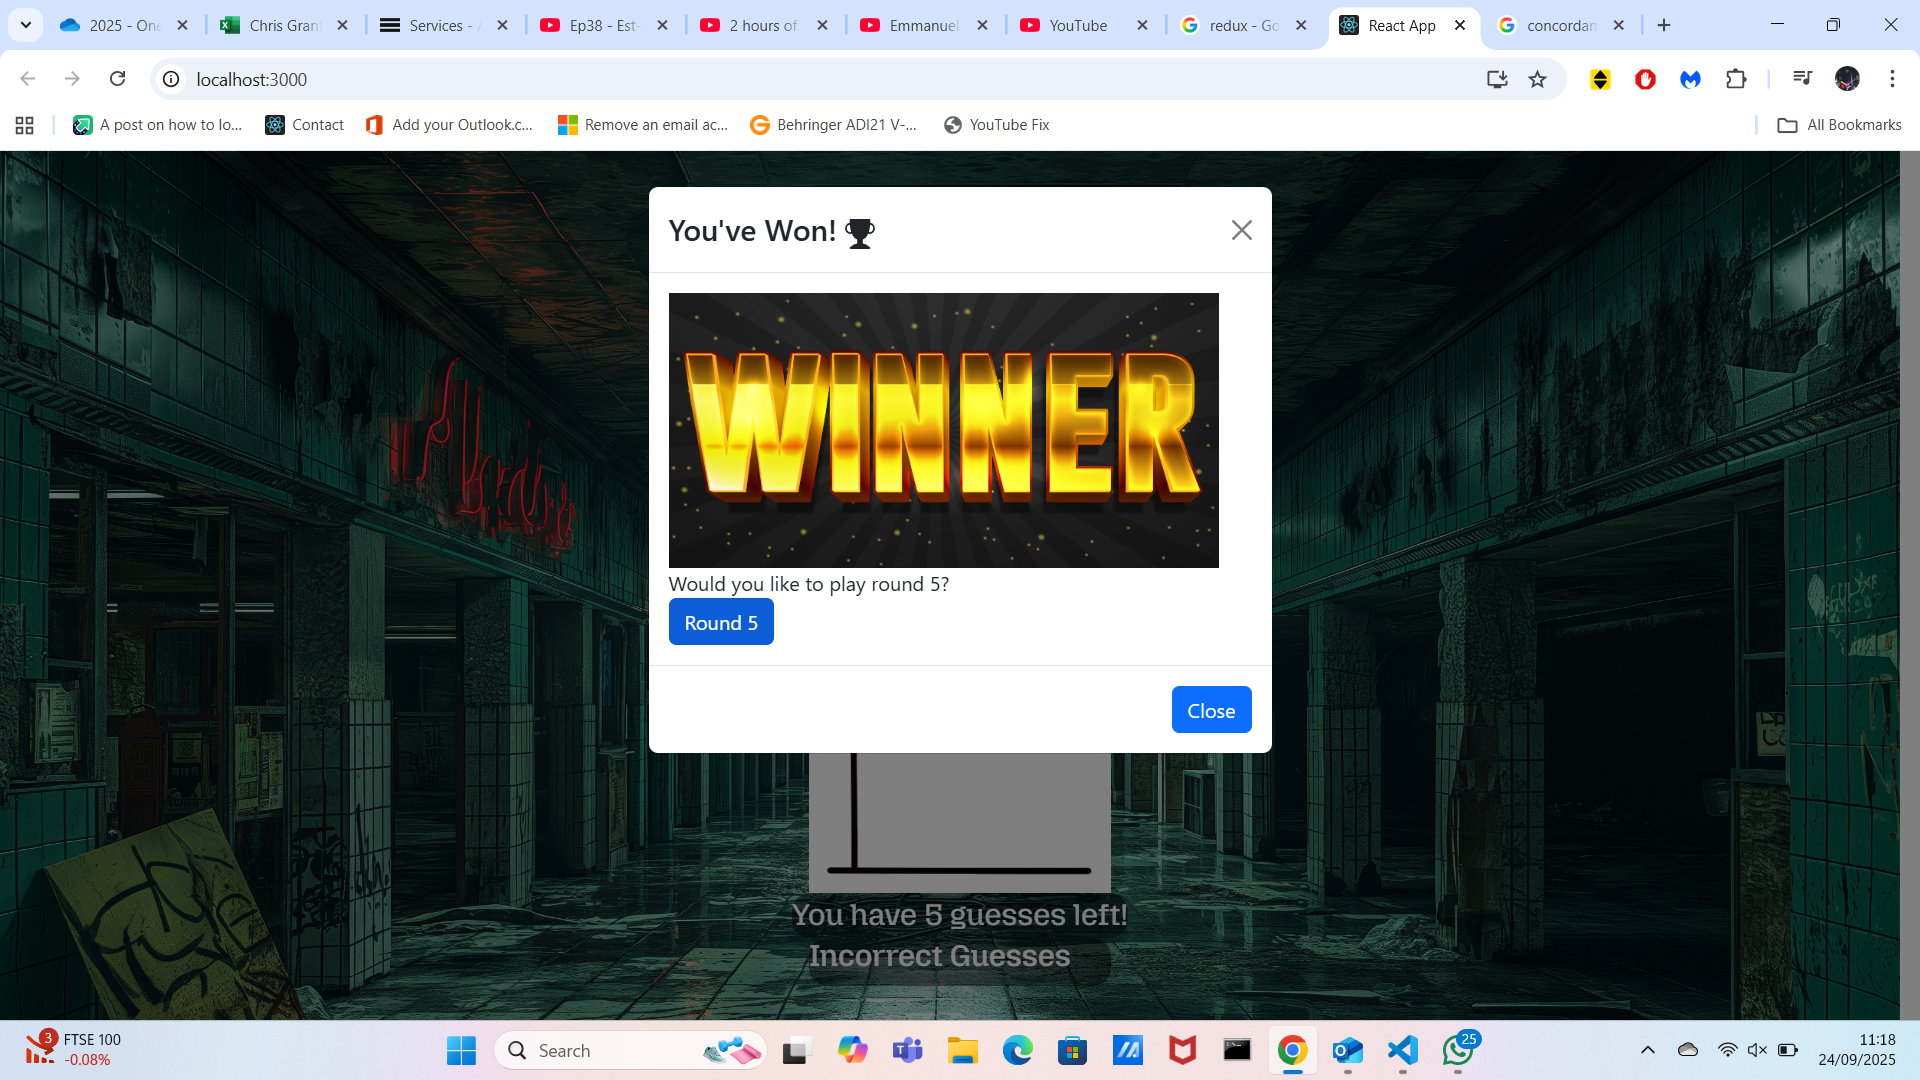 2025 - One
Chris Gran
Services - A
Ep38 - Est-
2 hours of
Emmanuel
YouTube
redux - Go
React App
concordan
localhost:3000
A post on how to lo...
Contact
Add your Outlook.c...
Remove an email ac...
Behringer ADI21 V-...
YouTube Fix
All Bookmarks
You've Won!
WINNER
Would you like to play round 5?
Round 5
Close
You have 5 guesses left!
Incorrect Guesses
3
FTSE 100
-0.08%
Search
25
11:18
24/09/2025